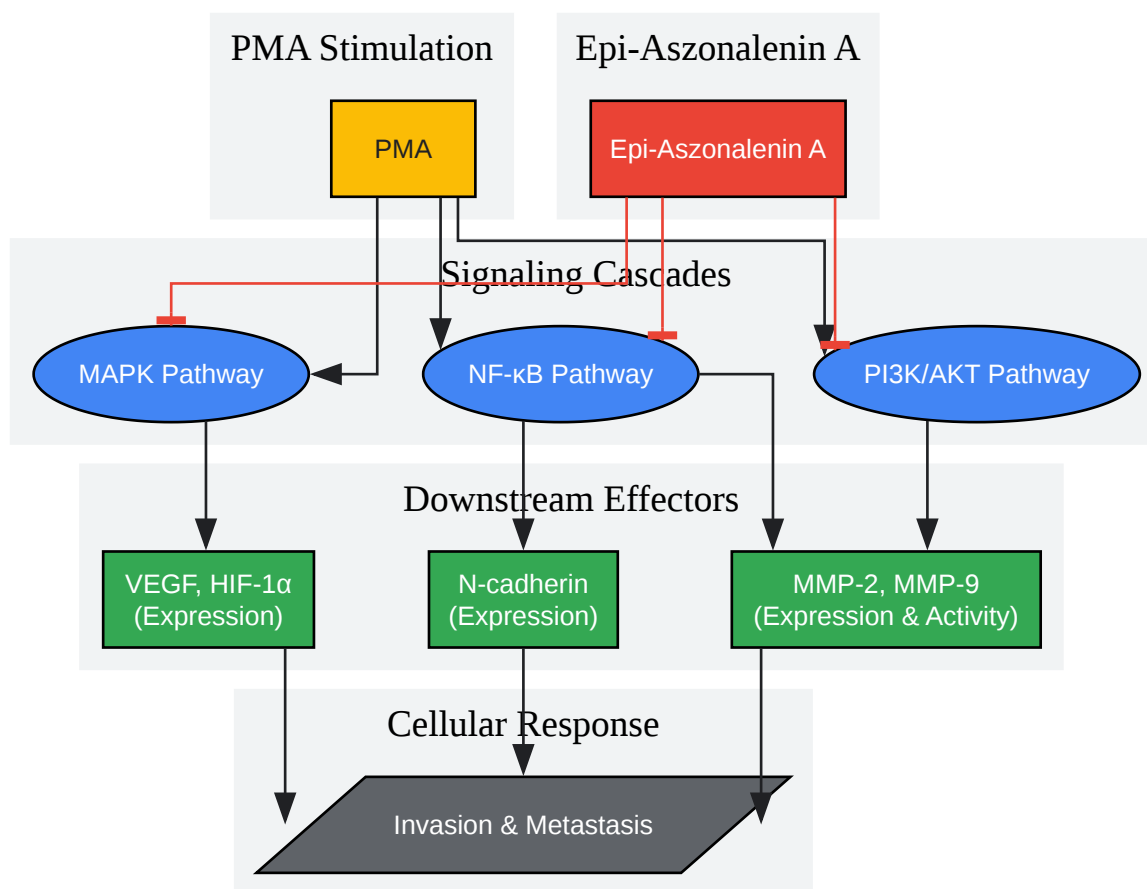 PMA Stimulation
Epi-Aszonalenin A
PMA
Epi-Aszonalenin A
Signaling Cascades
MAPK Pathway
NF-κB Pathway
PI3K/AKT Pathway
Downstream Effectors
VEGF, HIF-1α
(Expression)
N-cadherin
(Expression)
MMP-2, MMP-9
(Expression & Activity)
Cellular Response
Invasion & Metastasis